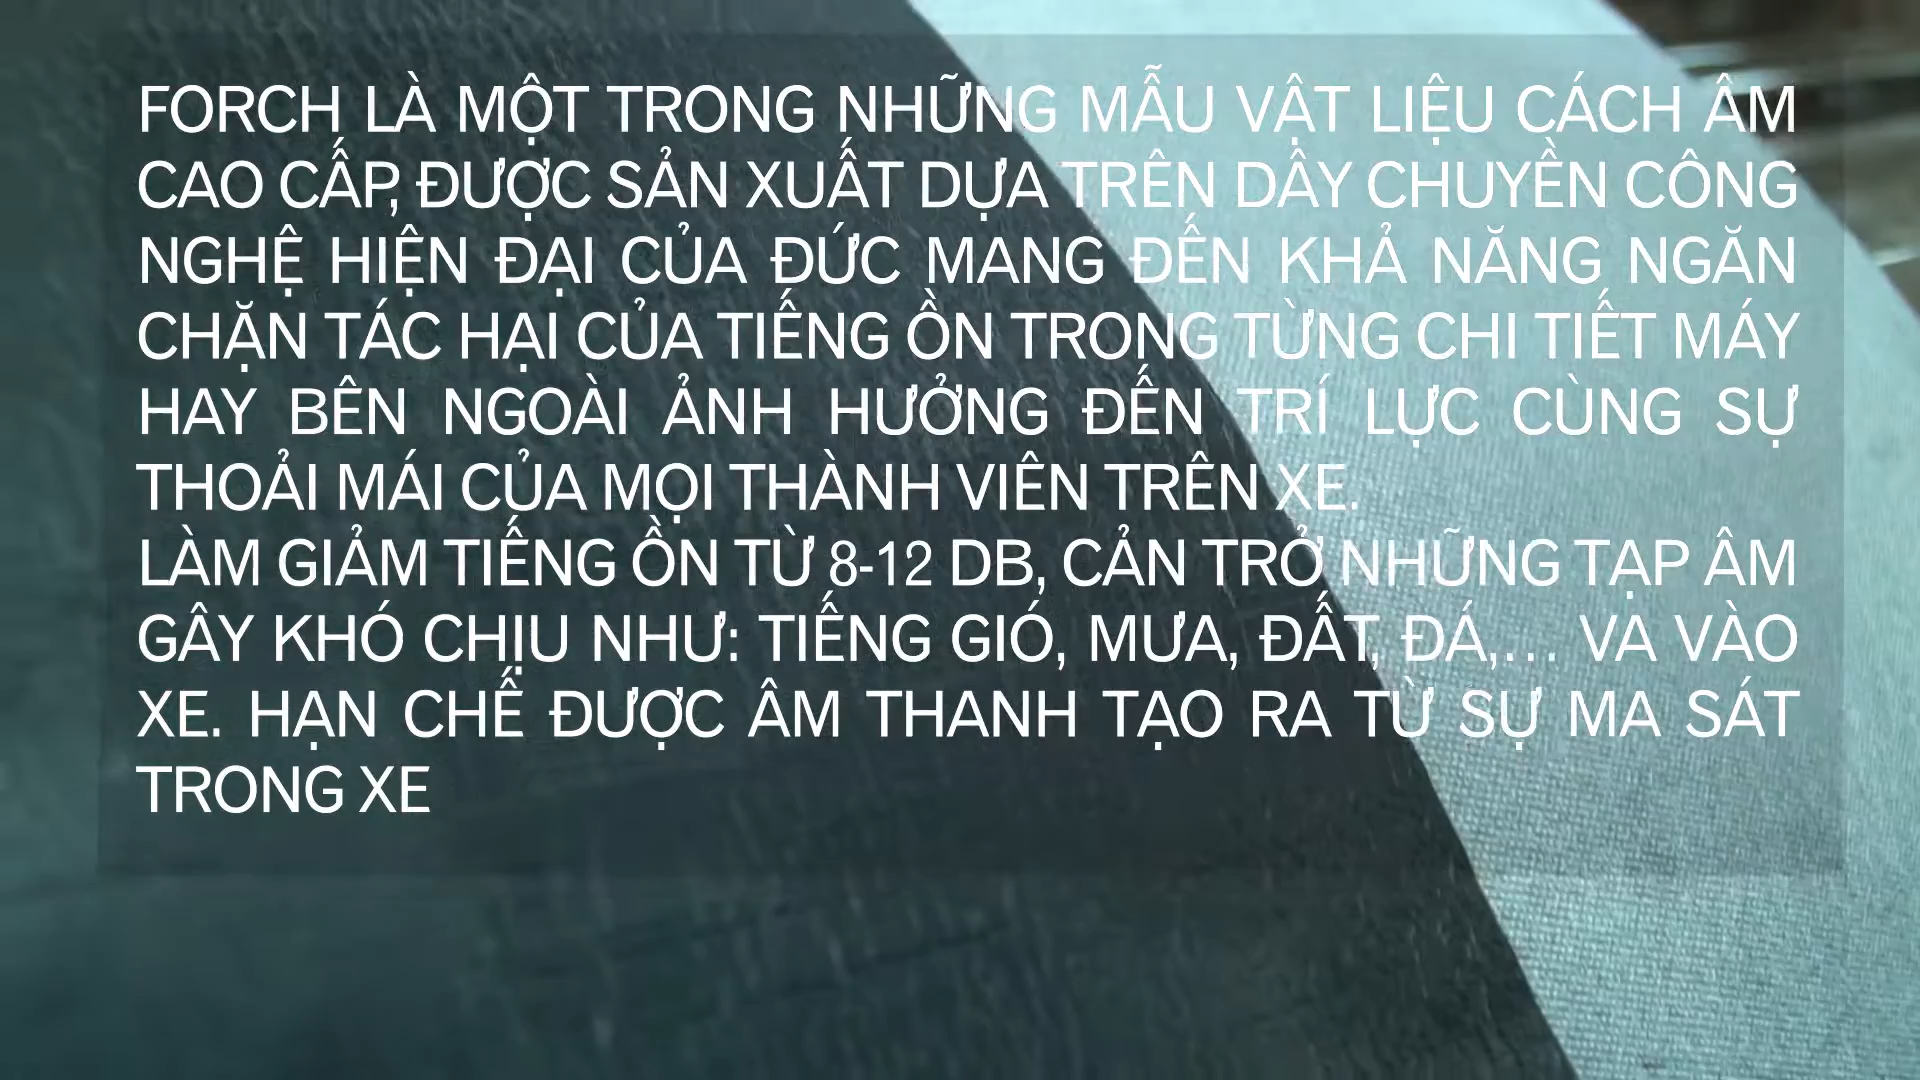 FORCH LÀ MỘT TRONG NHỮNG MẪU VẬT LIỆU CÁCH ÂM
CAO CẤP, ĐƯỢC SẢN XUẤT DỰA TRÊN DÂY CHUYỀN CÔNG
NGHỆ HIỆN ĐẠI CỦA ĐỨC MANG ĐẾN KHẢ NĂNG NGĂN
CHẶN TÁC HẠI CỦA TIẾNG ỒN TRONG TỪNG CHI TIẾT MÁY
HAY BÊN NGOÀI ẢNH HƯỞNG ĐẾN TRÍ LỰC CÙNG SỰ
THOẢI MÁI CỦA MỌI THÀNH VIÊN TRÊN XE.
LÀM GIẢM TIẾNG ỒN TỪ 8-12 DB, CẢN TRỞ NHỮNG TẠP ÂM
GÂY KHÓ CHỊU NHƯ: TIẾNG GIÓ, MƯA, ĐẤT, ĐÁ,… VA VÀO
XE. HẠN CHẾ ĐƯỢC ÂM THANH TẠO RA TỪ SỰ MA SÁT
TRONG XE